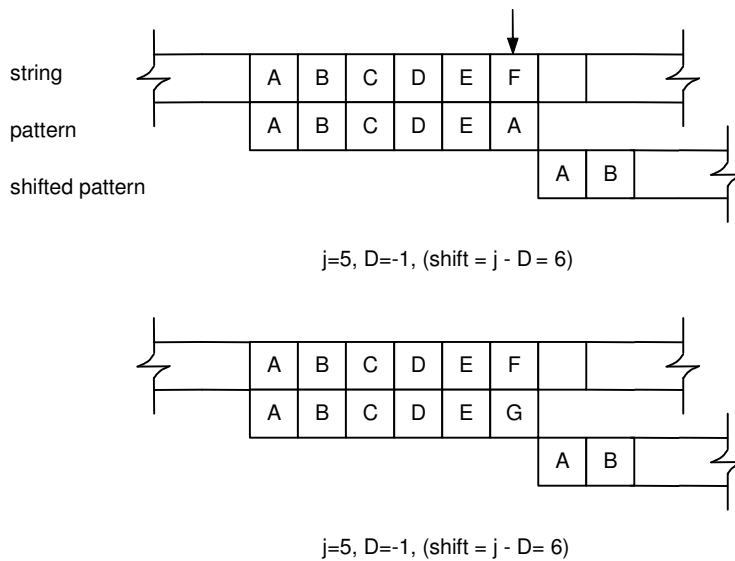 string A B C D E F
pattern A B C D E A
shifted pattern A B
j=5, D=-1, (shift = j - D = 6)
A B C D E F
A B C D E G
A B
j=5, D=-1, (shift = j - D= 6)